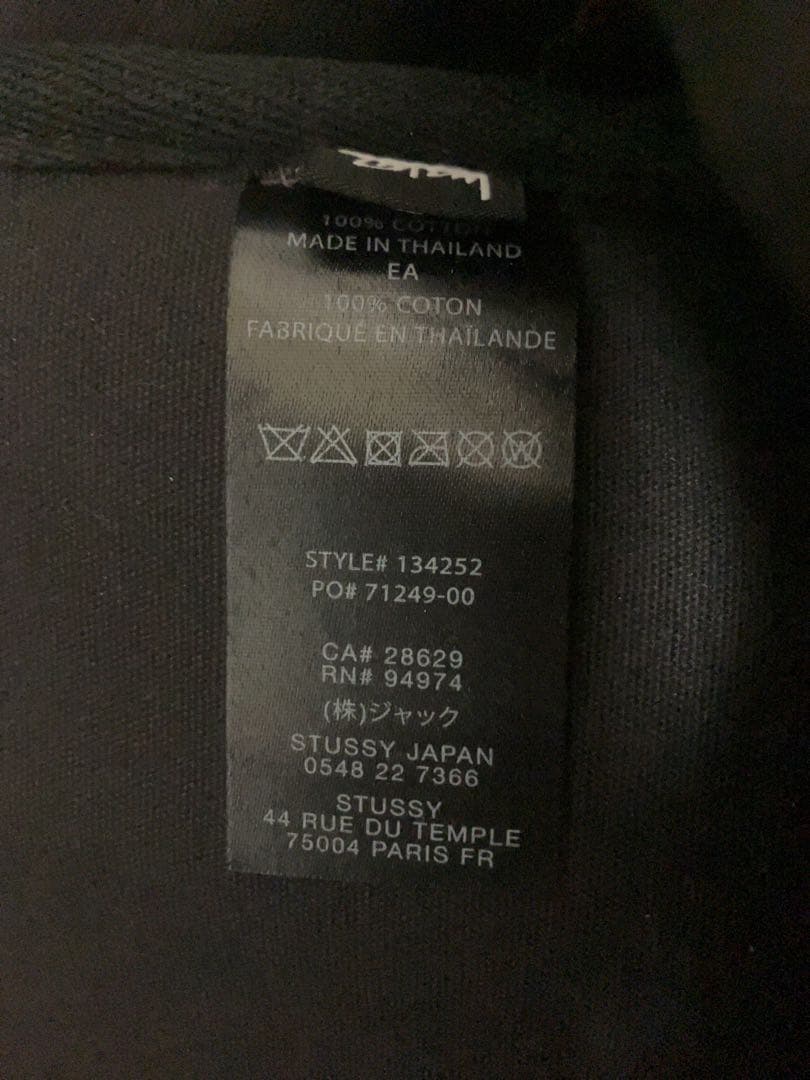 100% COTTON
MADE IN THAILAND
EA
100% COTON
FABRIQUÉ EN THAÏLANDE
STYLE# 134252
PO# 71249-00
CA# 28629
RN# 94974
(株)ジャック
STUSSY JAPAN
0548 22 7366
STUSSY
44 RUE DU TEMPLE
75004 PARIS FR